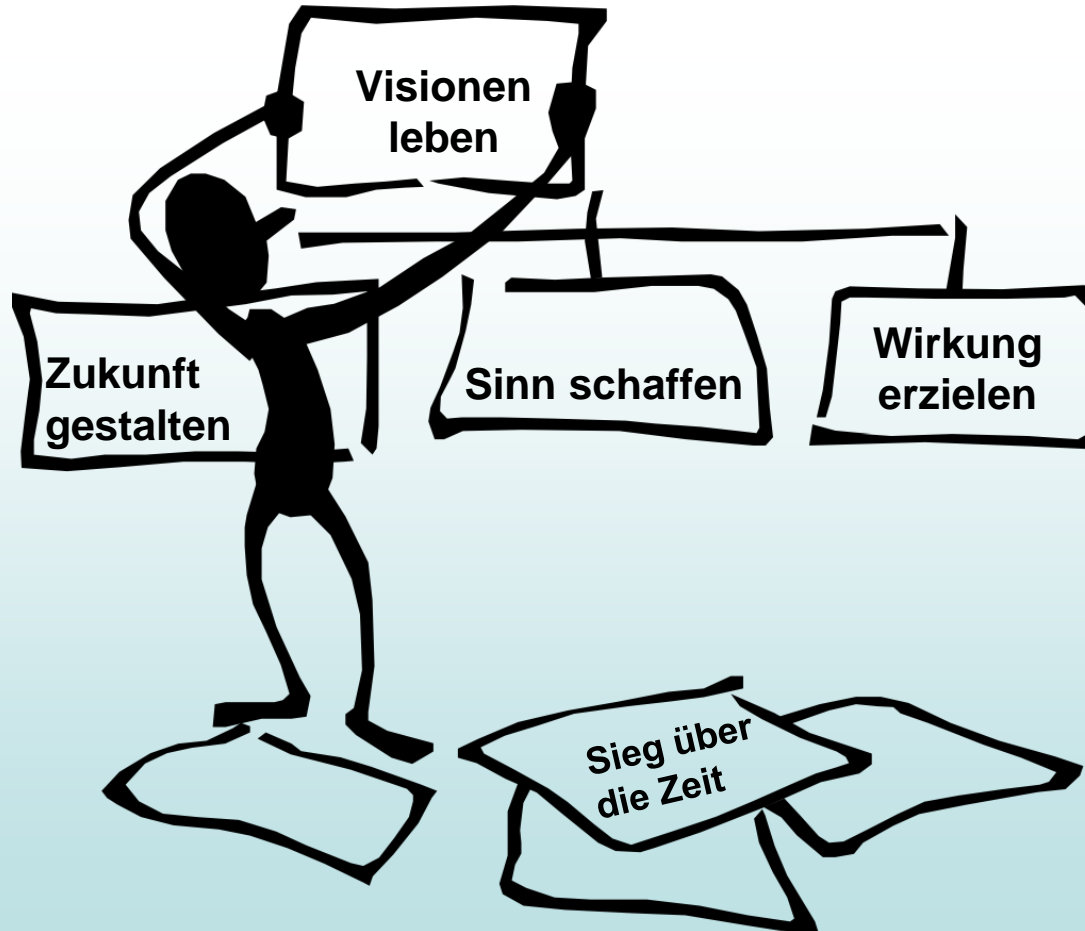 Visionen
leben
Zukunft
gestalten
Sinn schaffen
Wirkung
erzielen
Sieg über
die Zeit